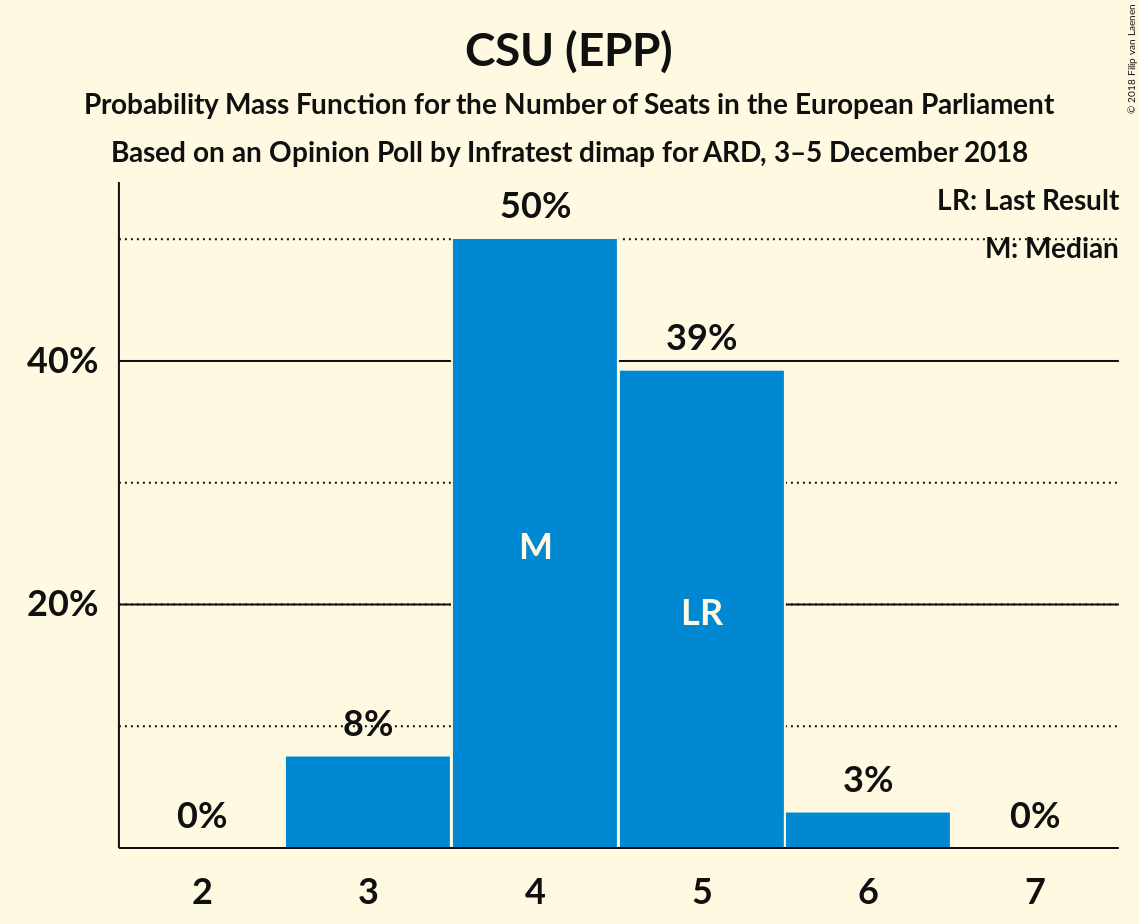 CSU (EPP)
Probability Mass Function for the Number of Seats in the European Parliament
Based on an Opinion Poll by Infratest dimap for ARD, 3–5 December 2018
© 2018 Filip van Laenen
LR: Last Result
M: Median
50%
39%
40%
M
LR
20%
8%
3%
0%
0%
2 3 4 5 6 7